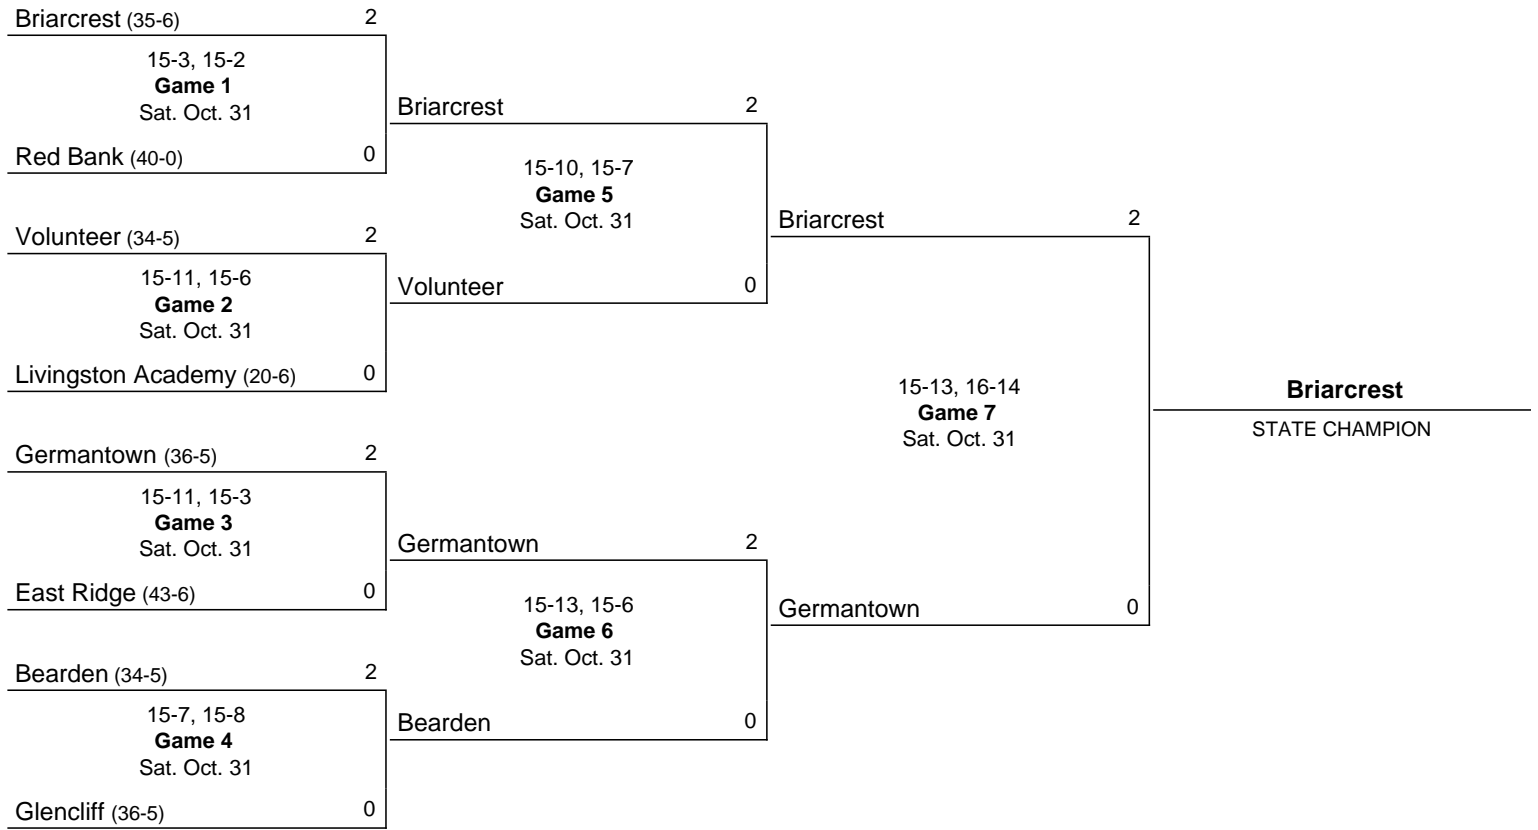 Briarcrest (35-6) 2
15-3, 15-2
Game 1
Sat. Oct. 31
Red Bank (40-0) 0
Volunteer (34-5) 2
15-11, 15-6
Game 2
Sat. Oct. 31
Livingston Academy (20-6) 0
Germantown (36-5) 2
15-11, 15-3
Game 3
Sat. Oct. 31
East Ridge (43-6) 0
Bearden (34-5) 2
15-7, 15-8
Game 4
Sat. Oct. 31
Glencliff (36-5) 0
Briarcrest 2
15-10, 15-7
Game 5
Sat. Oct. 31
Volunteer 0
Germantown 2
15-13, 15-6
Game 6
Sat. Oct. 31
Bearden 0
Briarcrest 2
15-13, 16-14
Game 7
Sat. Oct. 31
Germantown 0
Briarcrest
STATE CHAMPION